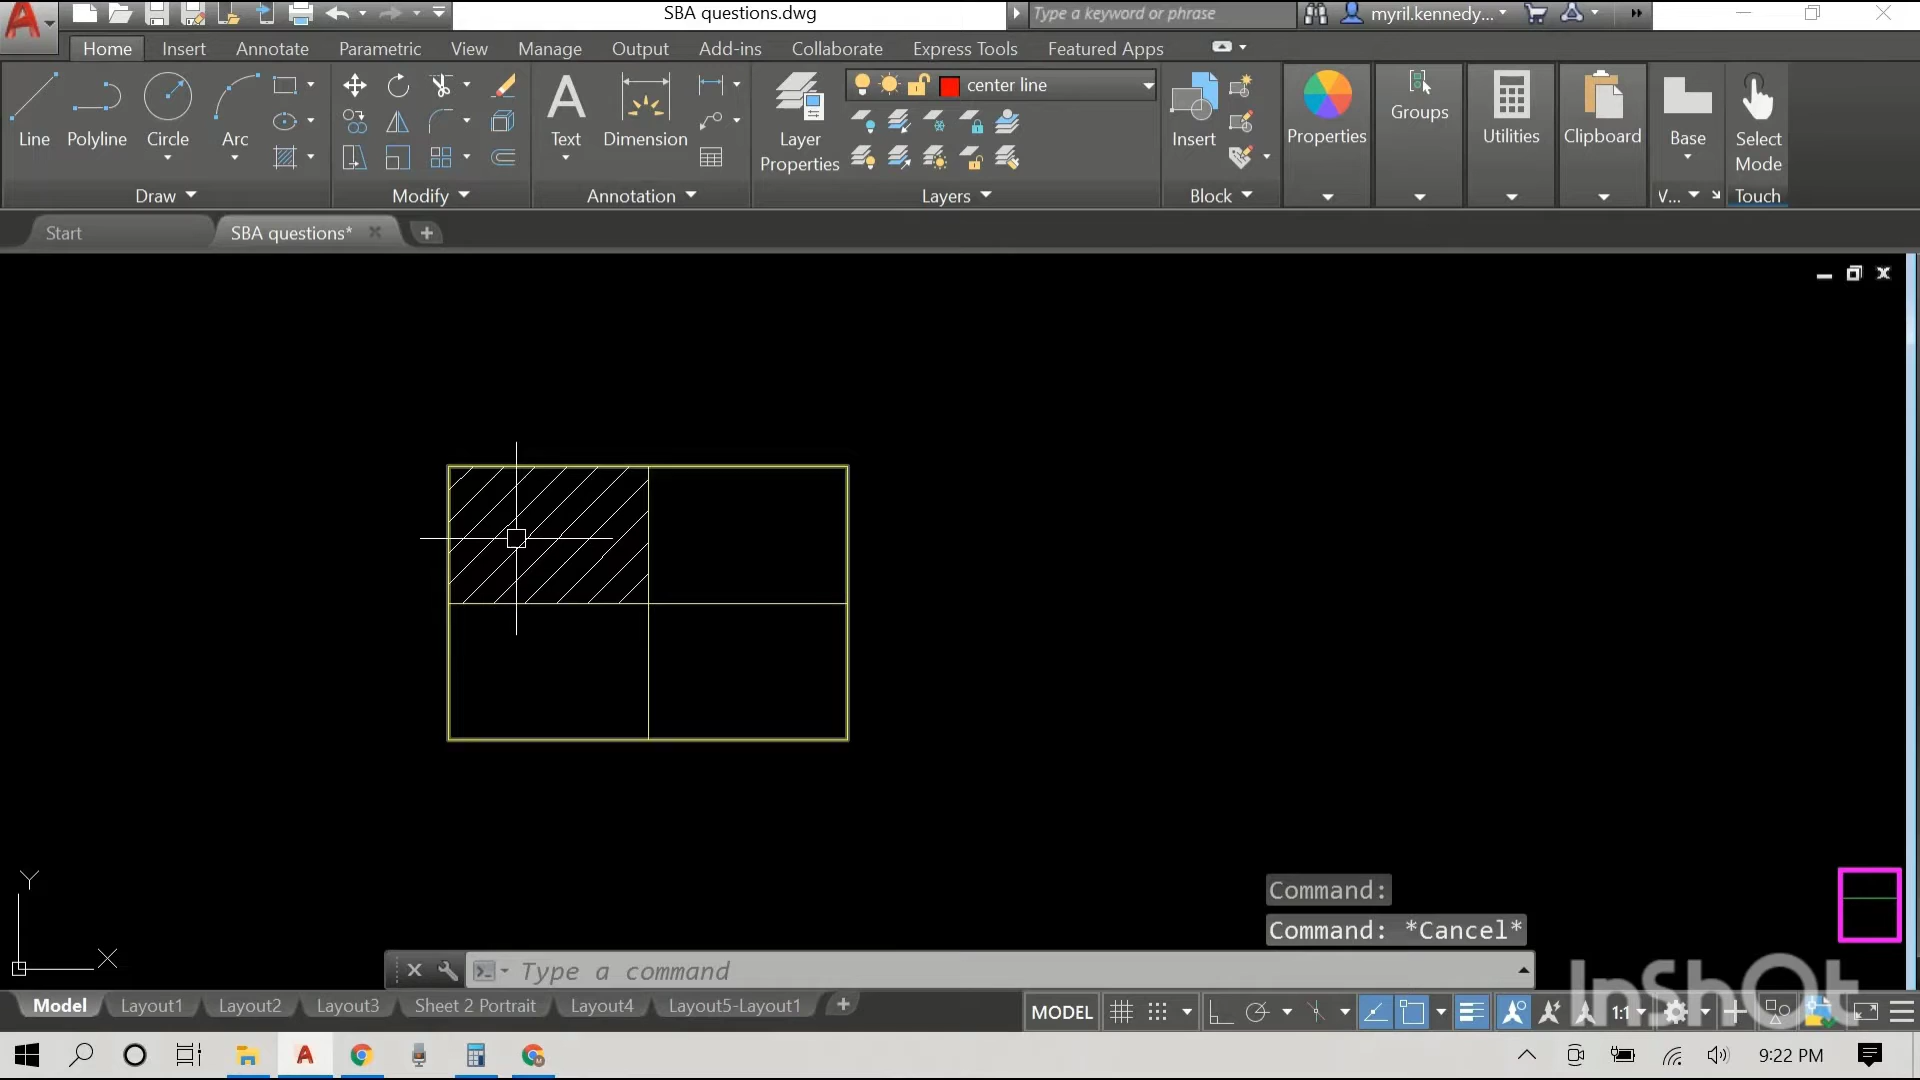 SBA questions.dwg
Type a keyword or phrase
myril.kennedy...
Home Insert Annotate Parametric View Manage Output Add-ins Collaborate Express Tools Featured Apps
center line
Line Polyline Circle Arc
Text Dimension
Layer Properties
Insert
Properties
Groups
Utilities
Clipboard
Base
Select Mode
Draw Modify Annotation Layers Block V... Touch
Start SBA questions*
Y
X
Command:
Command: *Cancel*
Type a command
InShOt
Model Layout1 Layout2 Layout3 Sheet 2 Portrait Layout4 Layout5-Layout1
MODEL 1:1
9:22 PM